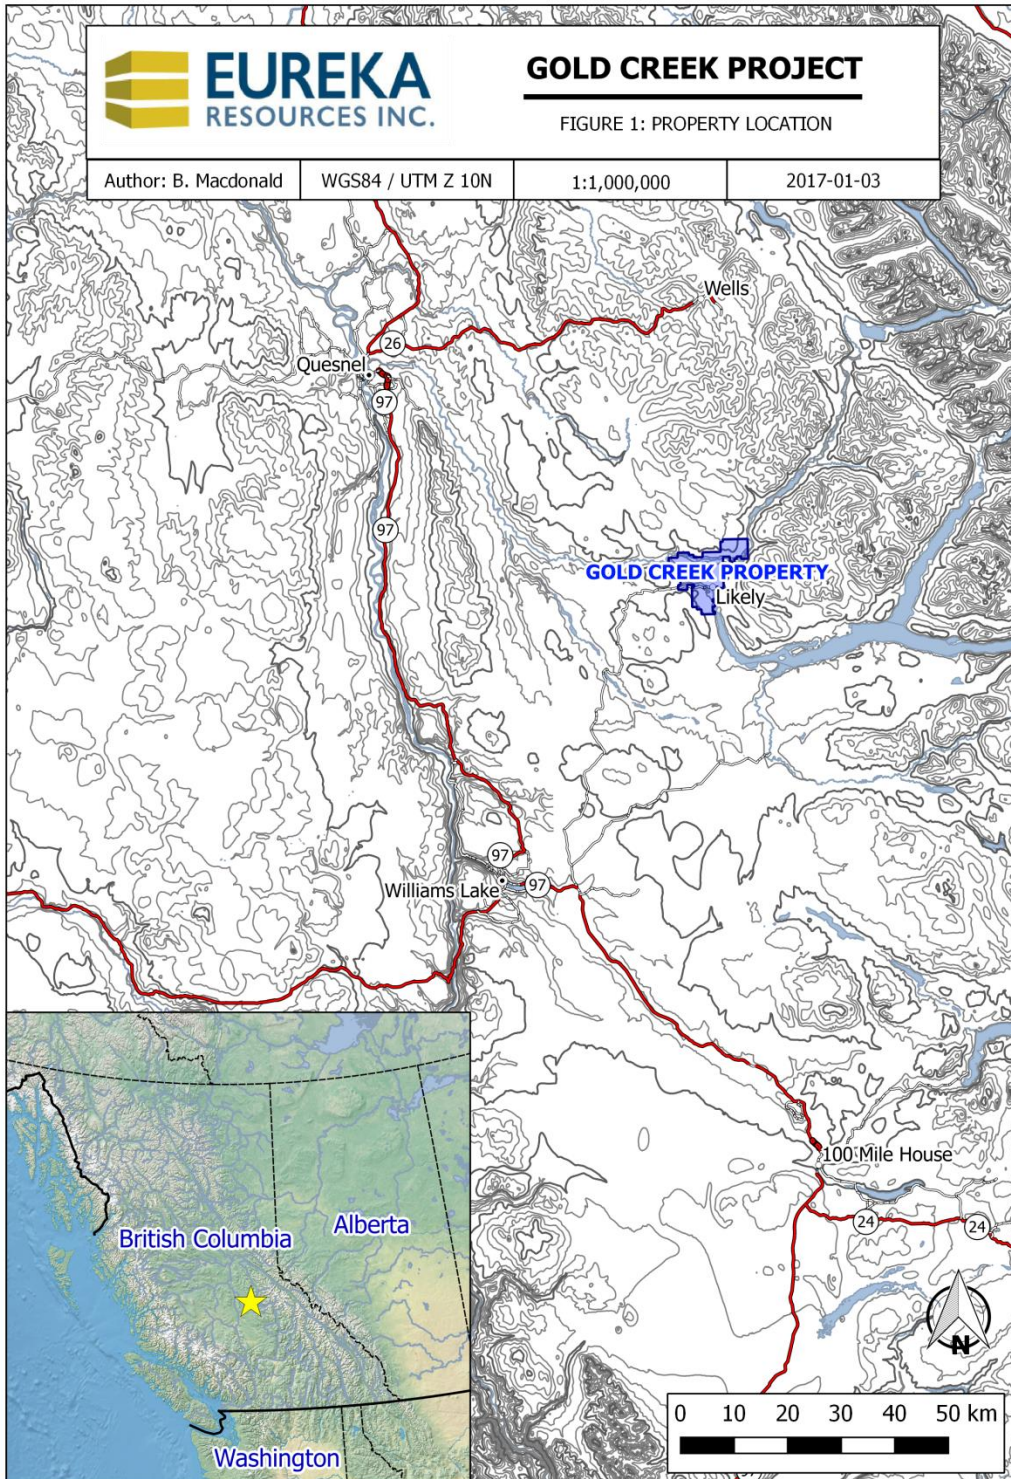 EUREKA
RESOURCES INC.
GOLD CREEK PROJECT
FIGURE 1: PROPERTY LOCATION
Author: B. Macdonald
WGS84 / UTM Z 10N
1:1,000,000
2017-01-03
Wells
26
Quesnel
97
97
GOLD CREEK PROPERTY
Likely
97
97
Williams Lake
100 Mile House
24
24
British Columbia
Alberta
Washington
N
0 10 20 30 40 50 km